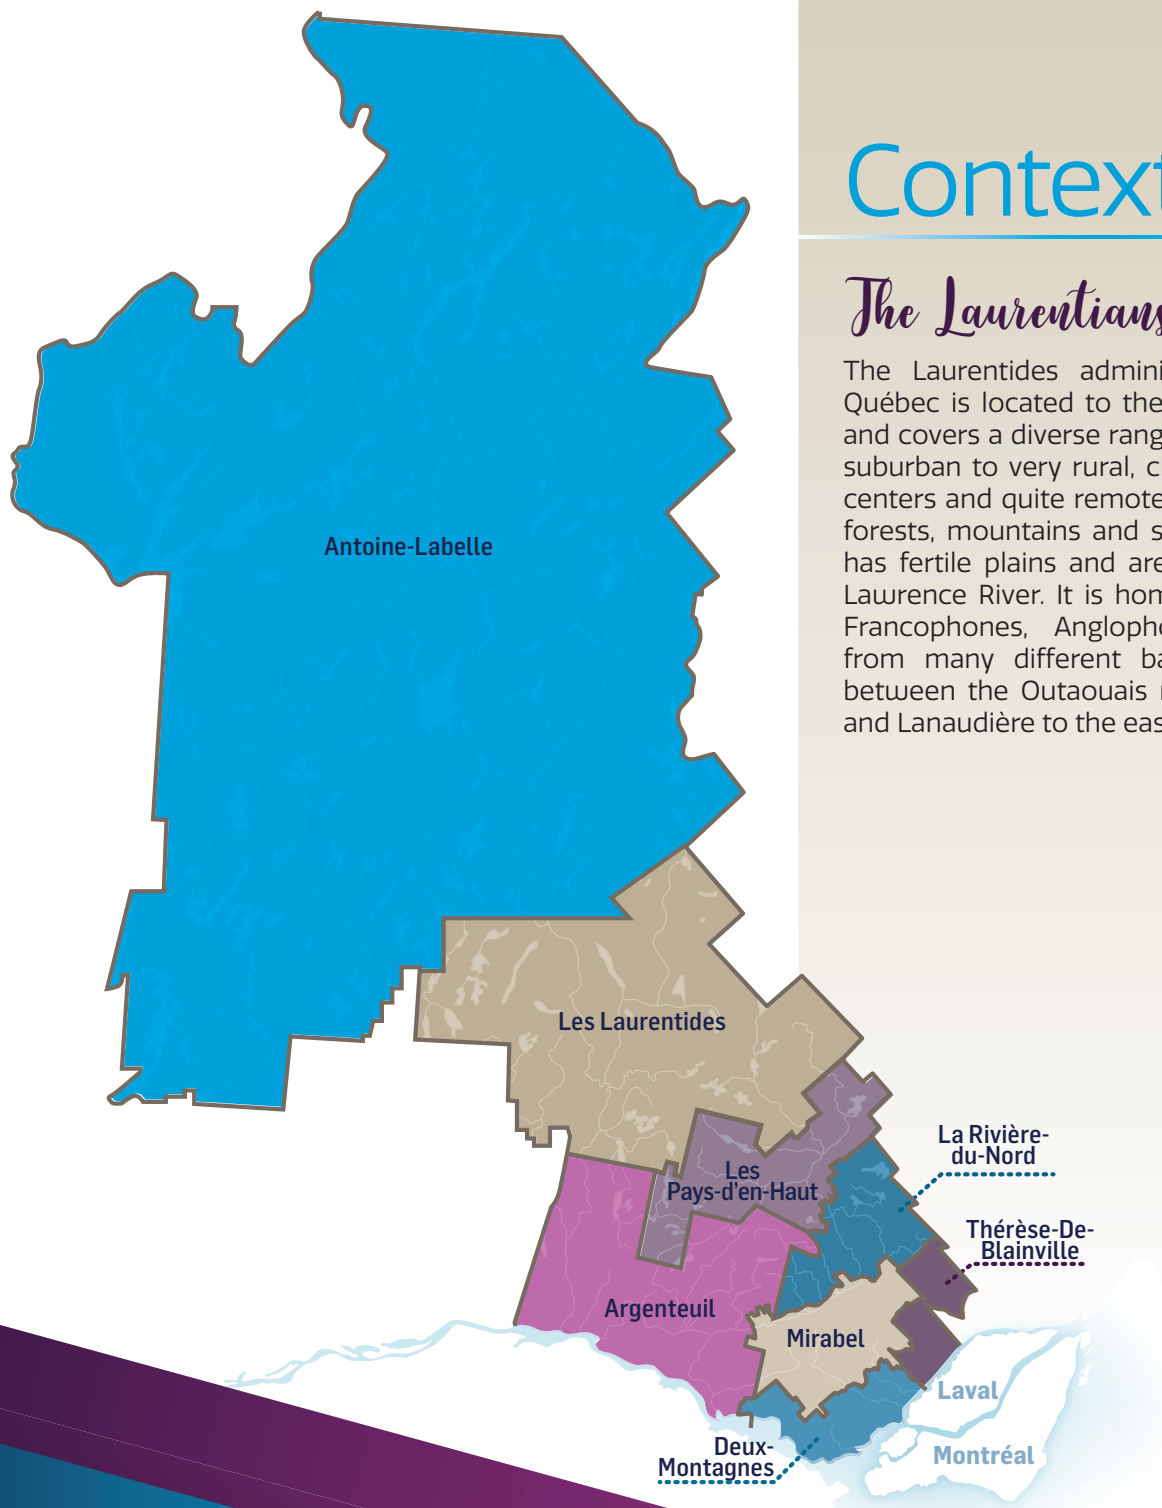 Context
The Laurentians
The Laurentides admini
Québec is located to the
and covers a diverse rang
suburban to very rural, c
centers and quite remote
forests, mountains and s
has fertile plains and are
Lawrence River. It is hom
Francophones, Anglopho
from many different ba
between the Outaouais
and Lanaudière to the eas
Antoine-Labelle
Les Laurentides
La Rivière-
du-Nord
Les
Pays-d'en-Haut
Thérèse-De-
Blainville
Argenteuil
Mirabel
Laval
Deux-
Montagnes
Montréal